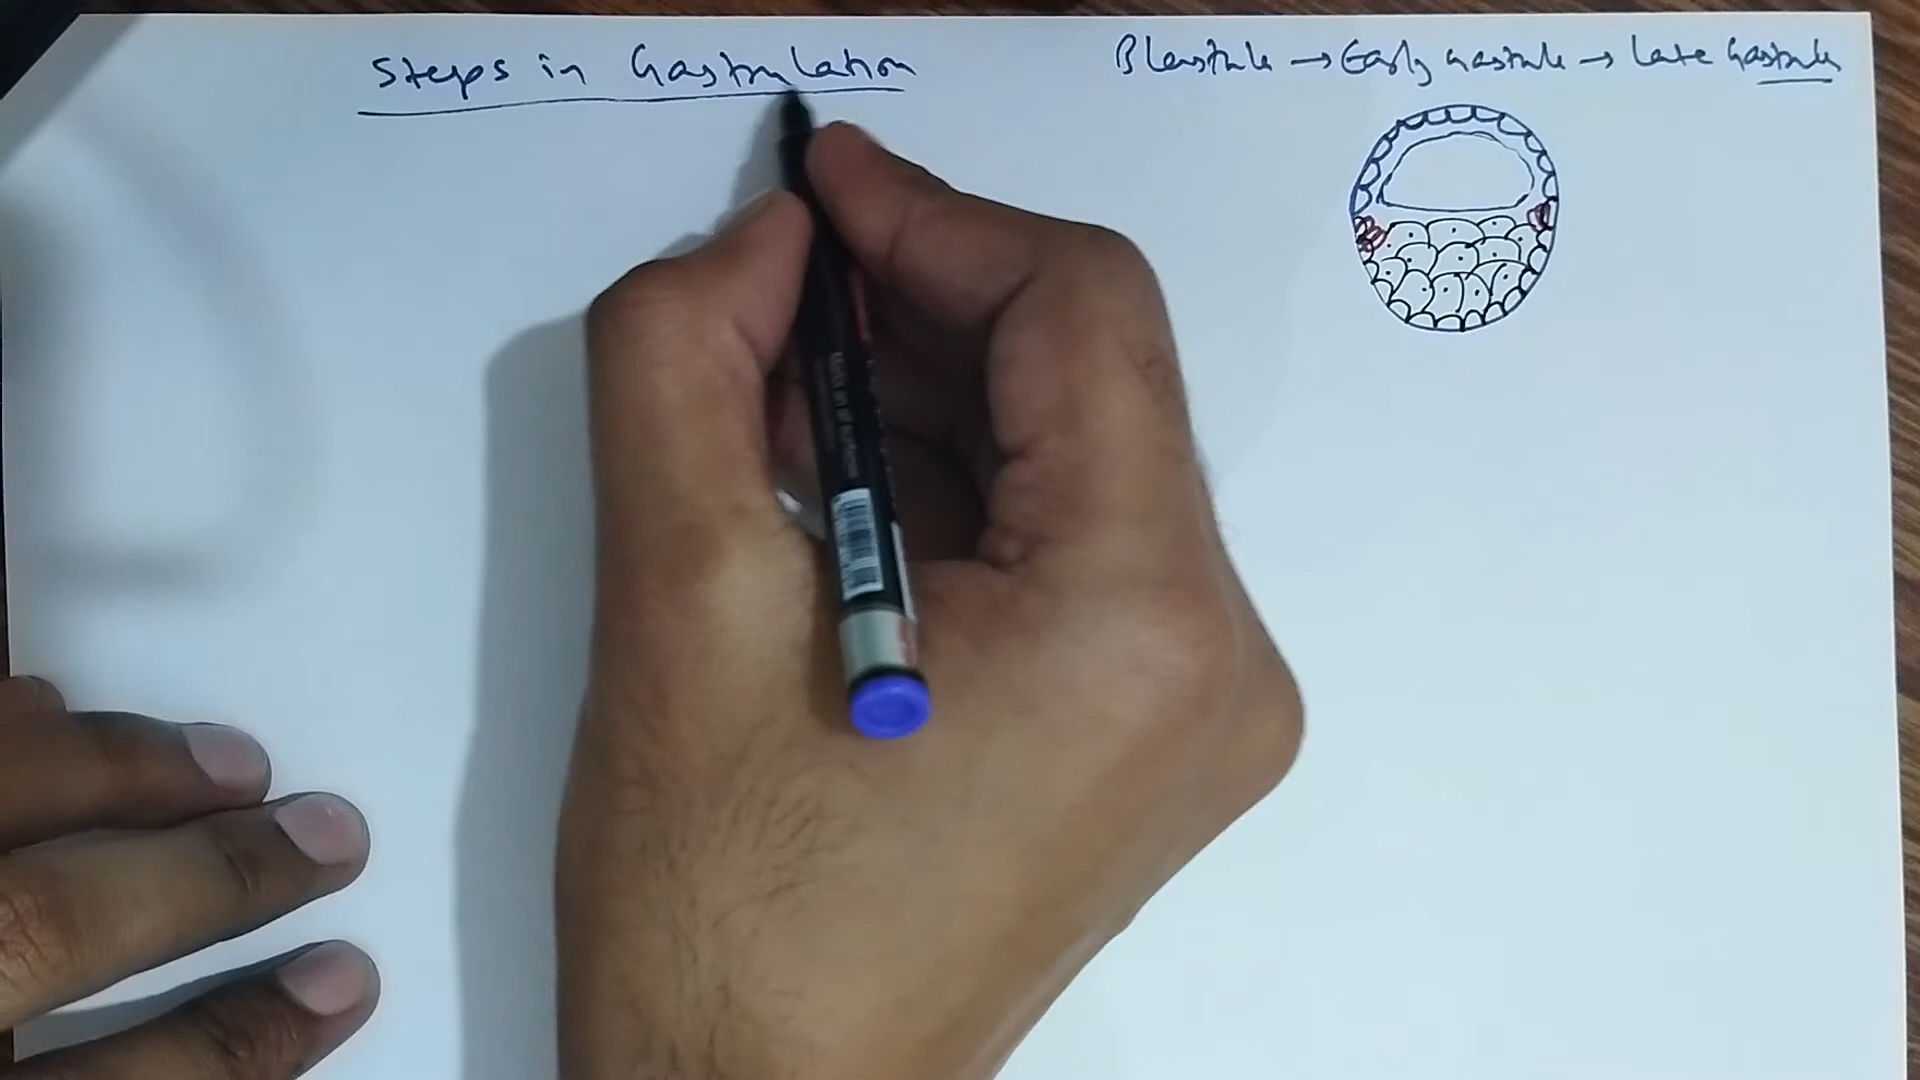 Steps in Gastrulation
Blastula → Early Gastrula → Late Gastrula